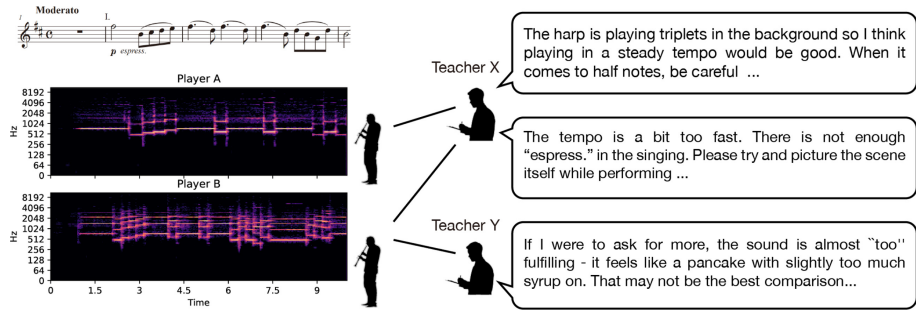 Moderato
1
I.
p espress.
Player A
Hz
8192
4096
2048
1024
512
256
128
64
0
Player B
Hz
8192
4096
2048
1024
512
256
128
64
0
0 1.5 3 4.5 6 7.5 9
Time
Teacher X
The harp is playing triplets in the background so I think
playing in a steady tempo would be good. When it
comes to half notes, be careful ...
The tempo is a bit too fast. There is not enough
“espress.” in the singing. Please try and picture the scene
itself while performing ...
Teacher Y
If I were to ask for more, the sound is almost ``too''
fulfilling - it feels like a pancake with slightly too much
syrup on. That may not be the best comparison...